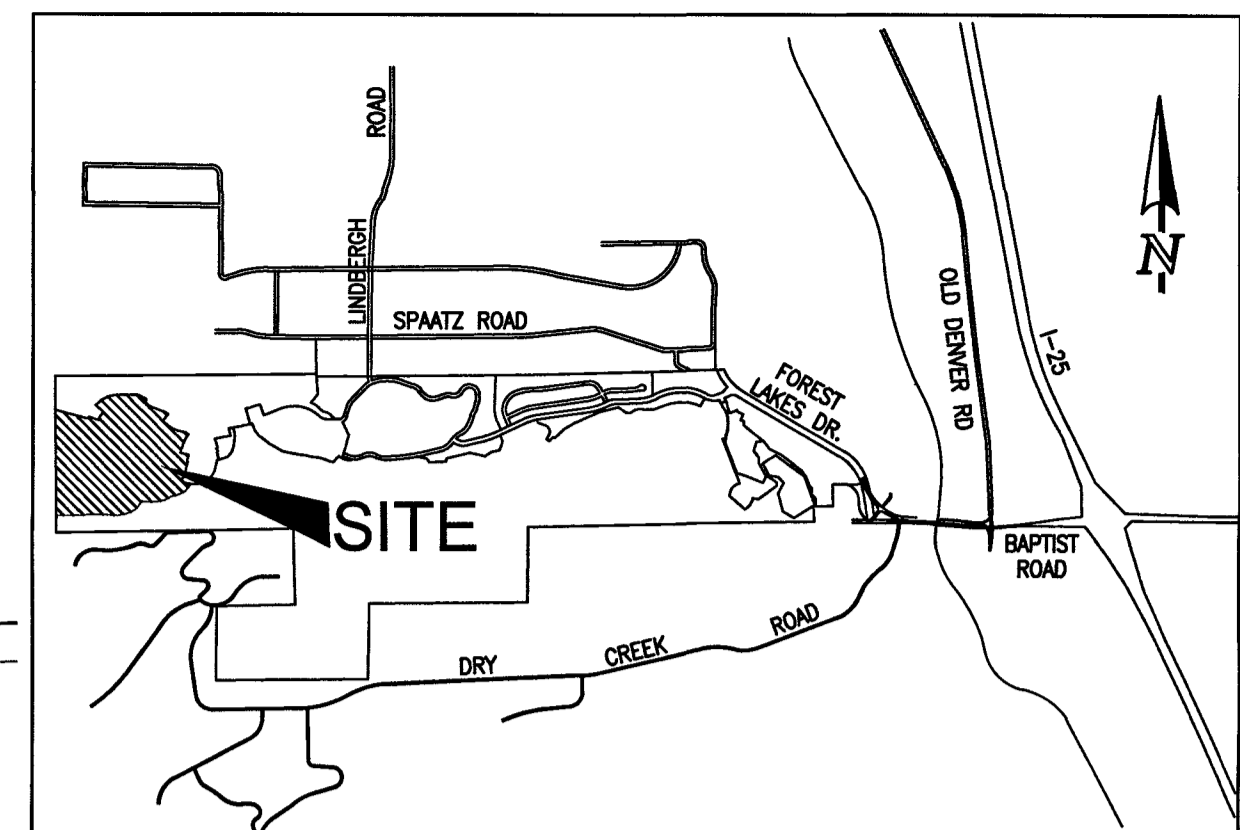 ROAD
LINDBERGH
SPAATZ ROAD
N
OLD DENVER RD
I-25
FOREST
LAKES DR.
SITE
BAPTIST
ROAD
DRY CREEK ROAD